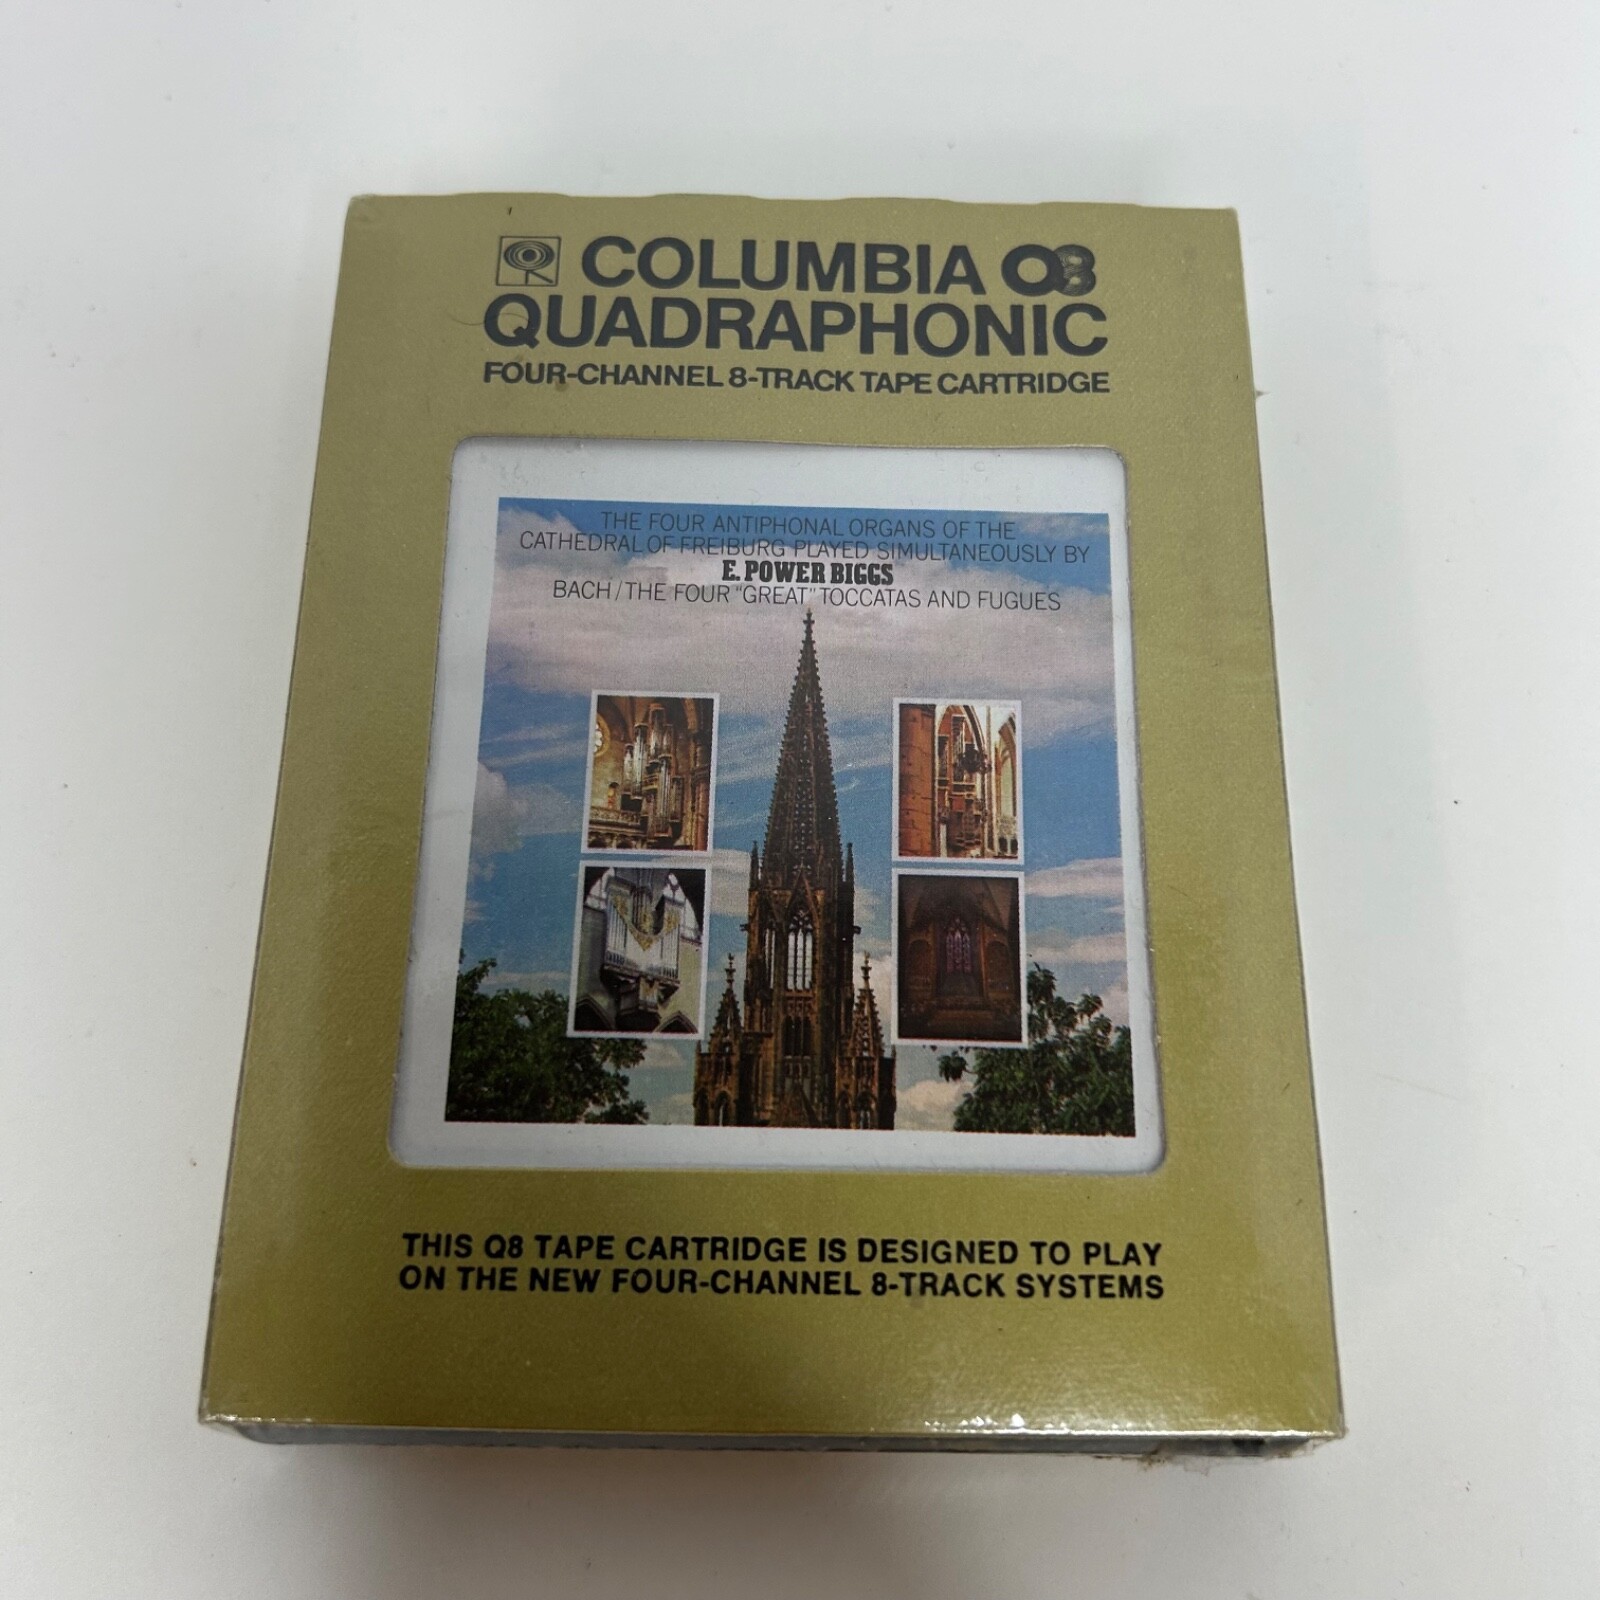 COLUMBIA Q8
QUADRAPHONIC
FOUR-CHANNEL 8-TRACK TAPE CARTRIDGE
THE FOUR ANTIPHONAL ORGANS OF THE
CATHEDRAL OF FREIBURG PLAYED SIMULTANEOUSLY BY
E. POWER BIGGS
BACH/THE FOUR "GREAT" TOCCATAS AND FUGUES
THIS Q8 TAPE CARTRIDGE IS DESIGNED TO PLAY
ON THE NEW FOUR-CHANNEL 8-TRACK SYSTEMS